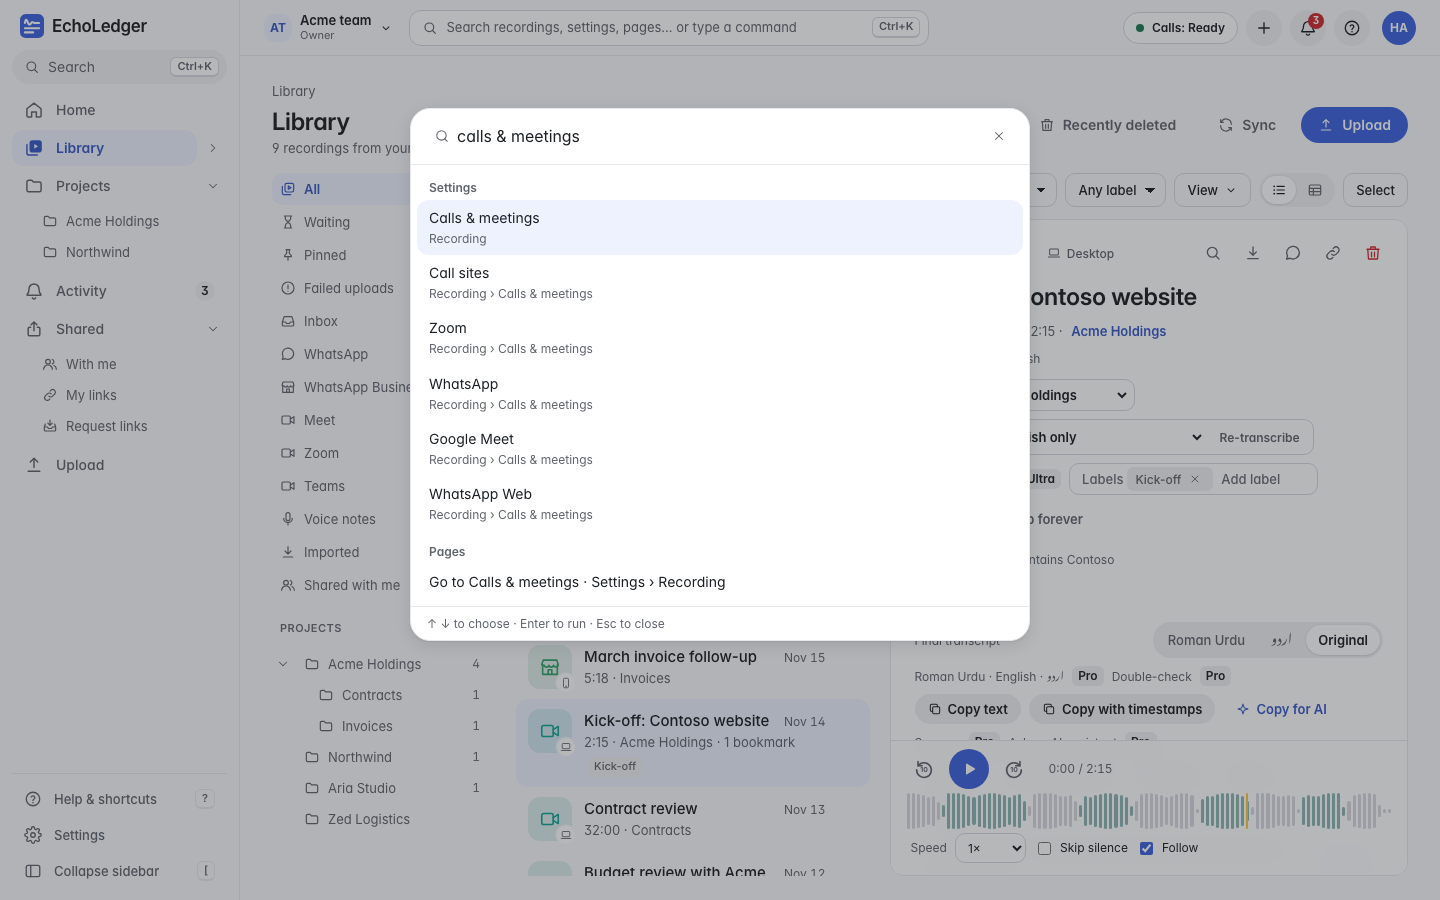 EchoLedger
Search Ctrl+K
Home
Library
Projects
Acme Holdings
Northwind
Activity 3
Shared
With me
My links
Request links
Upload
Help & shortcuts ?
Settings
Collapse sidebar [
AT Acme team
Owner
Search recordings, settings, pages... or type a command Ctrl+K
Calls: Ready
3
HA
Library
Library
9 recordings from your
Recently deleted
Sync
Upload
Any label
View
Select
All
Waiting
Pinned
Failed uploads
Inbox
WhatsApp
WhatsApp Busine
Meet
Zoom
Teams
Voice notes
Imported
Shared with me
PROJECTS
Acme Holdings 4
Contracts 1
Invoices 1
Northwind 1
Aria Studio 1
Zed Logistics
calls & meetings
Settings
Calls & meetings
Recording
Call sites
Recording › Calls & meetings
Zoom
Recording › Calls & meetings
WhatsApp
Recording › Calls & meetings
Google Meet
Recording › Calls & meetings
WhatsApp Web
Recording › Calls & meetings
Pages
Go to Calls & meetings · Settings › Recording
↑ ↓ to choose · Enter to run · Esc to close
March invoice follow-up Nov 15
5:18 · Invoices
Kick-off: Contoso website Nov 14
2:15 · Acme Holdings · 1 bookmark
Kick-off
Contract review Nov 13
32:00 · Contracts
Budget review with Acme Nov 12
Desktop
ontoso website
2:15 · Acme Holdings
sh
oldings
ish only Re-transcribe
Ultra Labels Kick-off × Add label
forever
ntains Contoso
Final transcript
Roman Urdu اردو Original
Roman Urdu · English · اردو Pro Double-check Pro
Copy text Copy with timestamps Copy for AI
10 10 0:00 / 2:15
Speed 1× Skip silence Follow